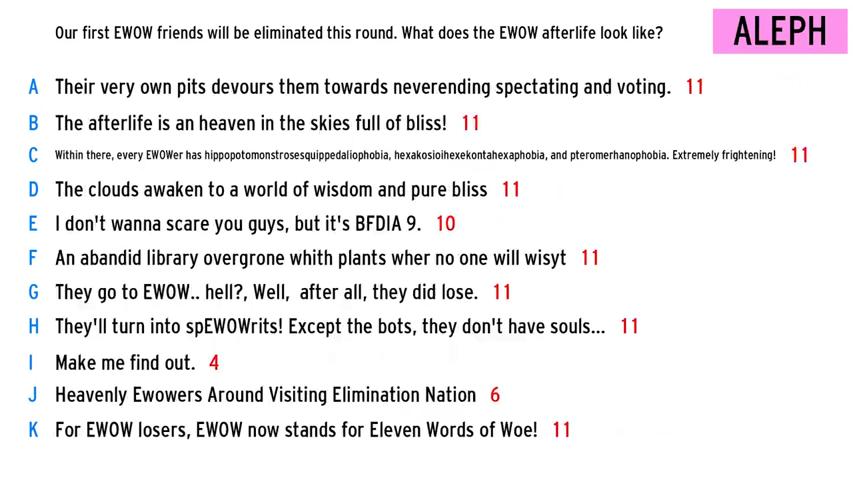 Our first EWOW friends will be eliminated this round. What does the EWOW afterlife look like?
ALEPH
A Their very own pits devours them towards neverending spectating and voting. 11
B The afterlife is an heaven in the skies full of bliss! 11
C Within there, every EWOWer has hippopotomonstrosesquippedaliophobia, hexakosioihexekontahexaphobia, and pteromerhanophobia. Extremely frightening! 11
D The clouds awaken to a world of wisdom and pure bliss 11
E I don't wanna scare you guys, but it's BFDIA 9. 10
F An abandid library overgrone whith plants wher no one will wisyt 11
G They go to EWOW.. hell?, Well, after all, they did lose. 11
H They'll turn into spEWOWrits! Except the bots, they don't have souls... 11
I Make me find out. 4
J Heavenly Ewowers Around Visiting Elimination Nation 6
K For EWOW losers, EWOW now stands for Eleven Words of Woe! 11